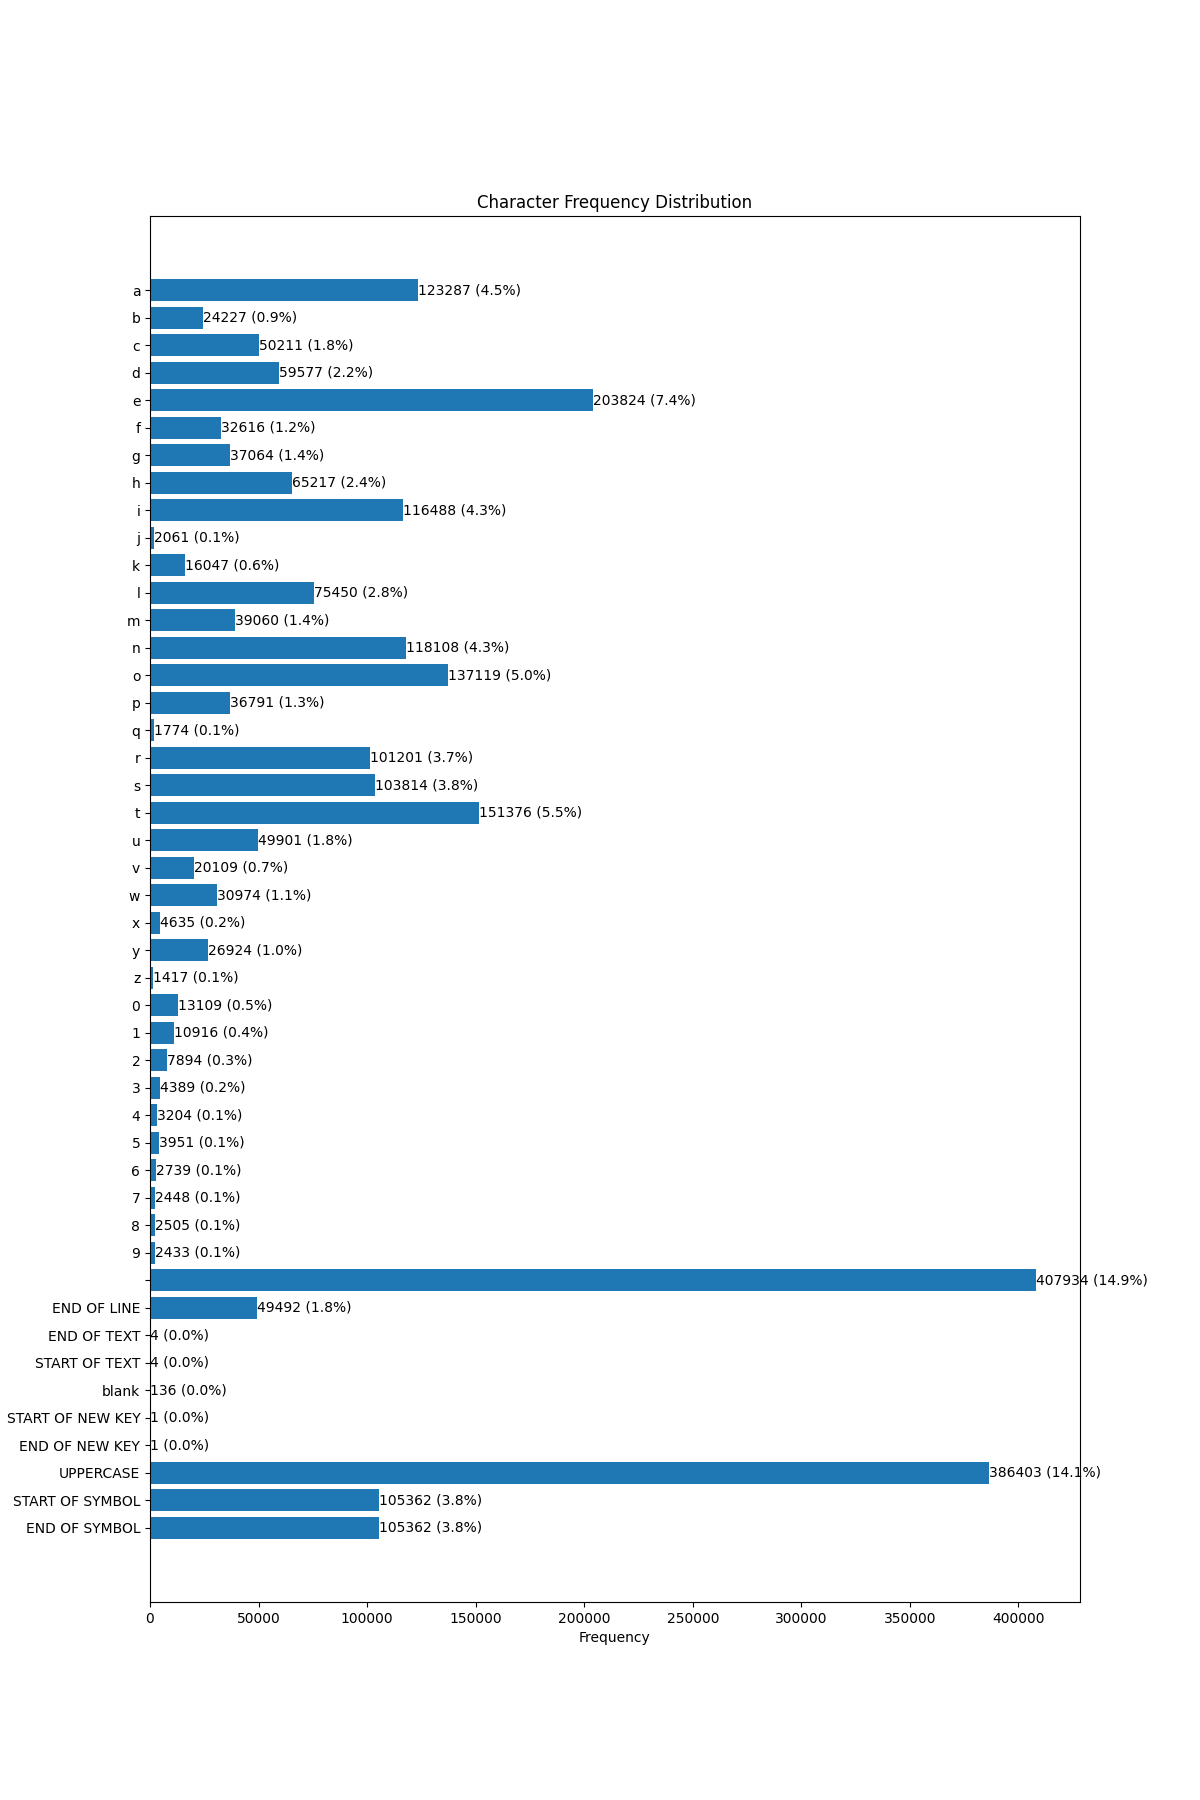 Character Frequency Distribution
a 123287 (4.5%)
b 24227 (0.9%)
c 50211 (1.8%)
d 59577 (2.2%)
e 203824 (7.4%)
f 32616 (1.2%)
g 37064 (1.4%)
h 65217 (2.4%)
i 116488 (4.3%)
j 2061 (0.1%)
k 16047 (0.6%)
l 75450 (2.8%)
m 39060 (1.4%)
n 118108 (4.3%)
o 137119 (5.0%)
p 36791 (1.3%)
q 1774 (0.1%)
r 101201 (3.7%)
s 103814 (3.8%)
t 151376 (5.5%)
u 49901 (1.8%)
v 20109 (0.7%)
w 30974 (1.1%)
x 4635 (0.2%)
y 26924 (1.0%)
z 1417 (0.1%)
0 13109 (0.5%)
1 10916 (0.4%)
2 7894 (0.3%)
3 4389 (0.2%)
4 3204 (0.1%)
5 3951 (0.1%)
6 2739 (0.1%)
7 2448 (0.1%)
8 2505 (0.1%)
9 2433 (0.1%)
407934 (14.9%)
END OF LINE 49492 (1.8%)
END OF TEXT 4 (0.0%)
START OF TEXT 4 (0.0%)
blank 136 (0.0%)
START OF NEW KEY 1 (0.0%)
END OF NEW KEY 1 (0.0%)
UPPERCASE 386403 (14.1%)
START OF SYMBOL 105362 (3.8%)
END OF SYMBOL 105362 (3.8%)
0 50000 100000 150000 200000 250000 300000 350000 400000
Frequency